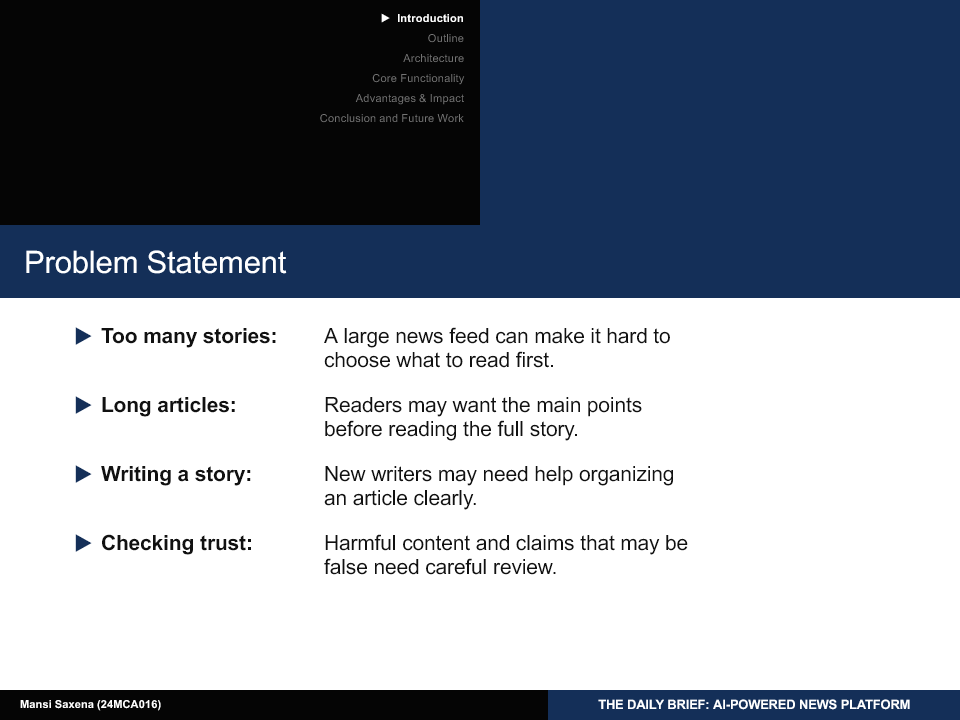 Introduction
Outline
Architecture
Core Functionality
Advantages & Impact
Conclusion and Future Work
Problem Statement
Too many stories: A large news feed can make it hard to
choose what to read first.
Long articles: Readers may want the main points
before reading the full story.
Writing a story: New writers may need help organizing
an article clearly.
Checking trust: Harmful content and claims that may be
false need careful review.
Mansi Saxena (24MCA016)
THE DAILY BRIEF: AI-POWERED NEWS PLATFORM